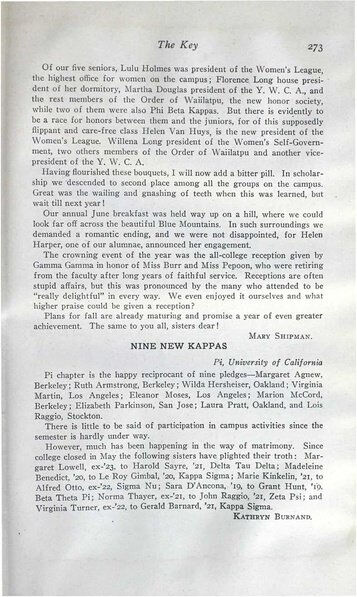 The Key 273
Of our five seniors, Lulu Holmes was president of the Women's League,
the highest office for women on the campus; Florence Long house presi-
dent of her dormitory, Martha Douglas president of the Y. W. C. A., and
the rest members of the Order of Waiilatpu, the new honor society,
while two of them were also Phi Beta Kappas. But there is evidently to
be a race for honors between them and the juniors, for of this supposedly
flippant and care-free class Helen Van Huys, is the new president of the
Women's League. Willena Long president of the Women's Self-Govern-
ment, two others members of the Order of Waiilatpu and another vice-
president of the Y. W. C. A.
Having flourished these bouquets, I will now add a bitter pill. In scholar-
ship we descended to second place among all the groups on the campus.
Great was the wailing and gnashing of teeth when this was learned, but
wait till next year!
Our annual June breakfast was held way up on a hill, where we could
look far off across the beautiful Blue Mountains. In such surroundings we
demanded a romantic ending, and we were not disappointed, for Helen
Harper, one of our alumnae, announced her engagement.
The crowning event of the year was the all-college reception given by
Gamma Gamma in honor of Miss Burr and Miss Pepoon, who were retiring
from the faculty after long years of faithful service. Receptions are often
stupid affairs, but this was pronounced by the many who attended to be
"really delightful" in every way. We even enjoyed it ourselves and what
higher praise could be given a reception?
Plans for fall are already maturing and promise a year of even greater
achievement. The same to you all, sisters dear!
Mary Shipman.
NINE NEW KAPPAS
Pi, University of California
Pi chapter is the happy reciprocant of nine pledges—Margaret Agnew,
Berkeley; Ruth Armstrong, Berkeley; Wilda Hersheiser, Oakland; Virginia
Martin, Los Angeles; Eleanor Moses, Los Angeles; Marion McCord,
Berkeley; Elizabeth Parkinson, San Jose; Laura Pratt, Oakland, and Lois
Raggio, Stockton.
There is little to be said of participation in campus activities since the
semester is hardly under way.
However, much has been happening in the way of matrimony. Since
college closed in May the following sisters have plighted their troth: Mar-
garet Lowell, ex-'23, to Harold Sayre, '21, Delta Tau Delta; Madeleine
Benedict, '20, to Le Roy Gimbal, '20, Kappa Sigma; Marie Kinkelin, '21, to
Alfred Otto, ex-'22, Sigma Nu; Sara D'Ancona, '19, to Grant Hunt, '19,
Beta Theta Pi; Norma Thayer, ex-'21, to John Raggio, '21, Zeta Psi; and
Virginia Turner, ex-'22, to Gerald Barnard, '21, Kappa Sigma.
Kathryn Burnand.